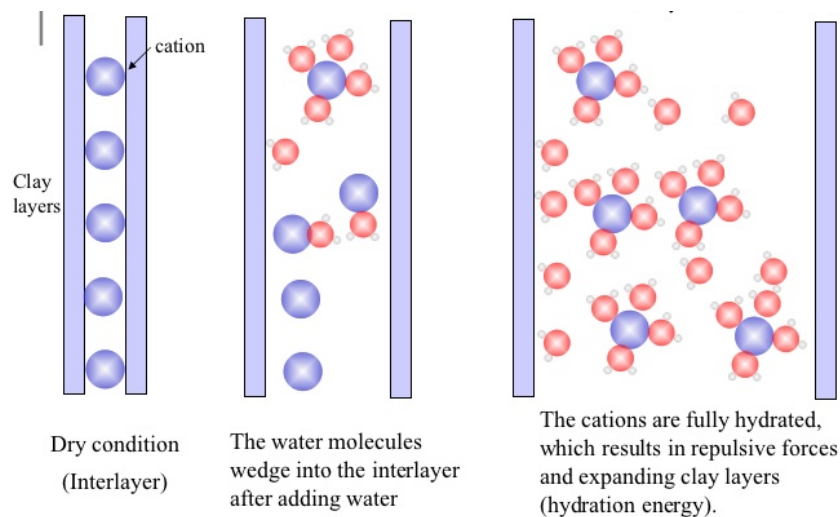 cation
Clay
layers
Dry condition
(Interlayer)
The water molecules
wedge into the interlayer
after adding water
The cations are fully hydrated,
which results in repulsive forces
and expanding clay layers
(hydration energy).